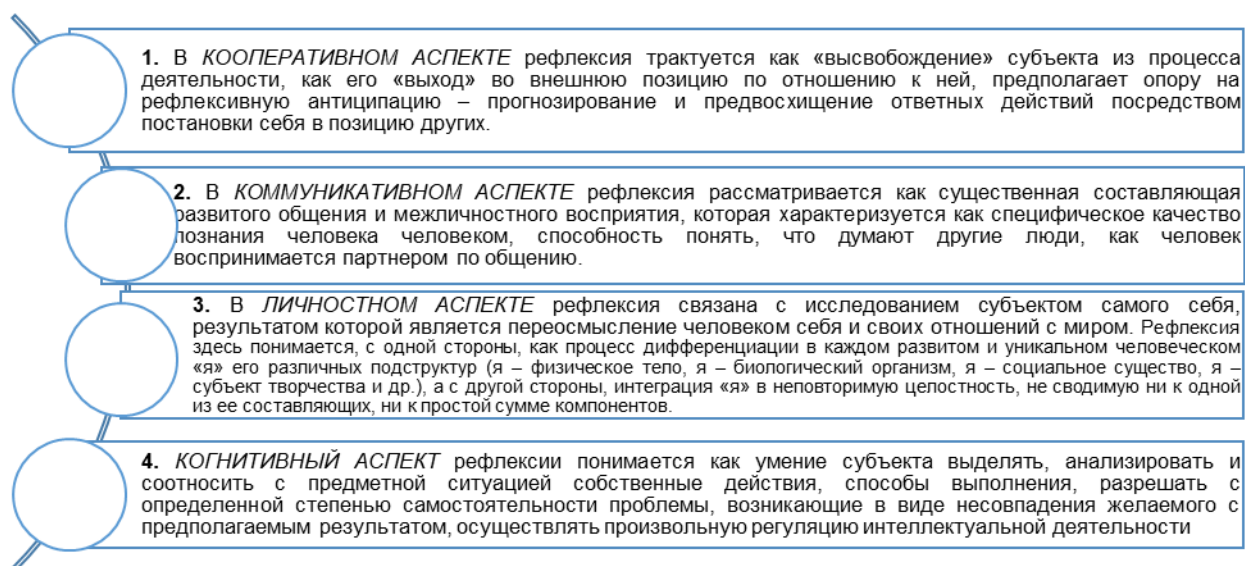 1. В КООПЕРАТИВНОМ АСПЕКТЕ рефлексия трактуется как «высвобождение» субъекта из процесса
деятельности, как его «выход» во внешнюю позицию по отношению к ней, предполагает опору на
рефлексивную антиципацию – прогнозирование и предвосхищение ответных действий посредством
постановки себя в позицию других.
2. В КОММУНИКАТИВНОМ АСПЕКТЕ рефлексия рассматривается как существенная составляющая
развитого общения и межличностного восприятия, которая характеризуется как специфическое качество
познания человека человеком, способность понять, что думают другие люди, как человек
воспринимается партнером по общению.
3. В ЛИЧНОСТНОМ АСПЕКТЕ рефлексия связана с исследованием субъектом самого себя,
результатом которой является переосмысление человеком себя и своих отношений с миром. Рефлексия
здесь понимается, с одной стороны, как процесс дифференциации в каждом развитом и уникальном человеческом
«я» его различных подструктур (я – физическое тело, я – биологический организм, я – социальное существо, я –
субъект творчества и др.), а с другой стороны, интеграция «я» в неповторимую целостность, не сводимую ни к одной
из ее составляющих, ни к простой сумме компонентов.
4. КОГНИТИВНЫЙ АСПЕКТ рефлексии понимается как умение субъекта выделять, анализировать и
соотносить с предметной ситуацией собственные действия, способы выполнения, разрешать с
определенной степенью самостоятельности проблемы, возникающие в виде несовпадения желаемого с
предполагаемым результатом, осуществлять произвольную регуляцию интеллектуальной деятельности